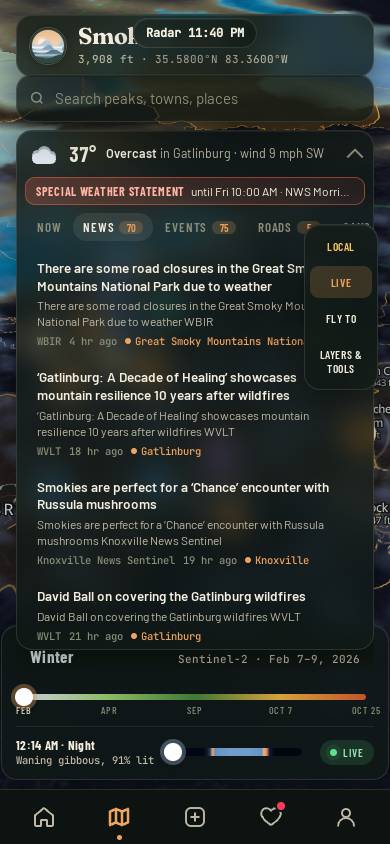 Radar 11:40 PM
3,908 ft · 35.5800°N 83.3600°W
Search peaks, towns, places
37° Overcast in Gatlinburg · wind 9 mph SW
SPECIAL WEATHER STATEMENT until Fri 10:00 AM · NWS Morri...
NOW NEWS 70 EVENTS 75 ROADS
LOCAL
LIVE
FLY TO
LAYERS & TOOLS
There are some road closures in the Great
Mountains National Park due to weather
There are some road closures in the Great Smoky
National Park due to weather WBIR
WBIR 4 hr ago Great Smoky Mountains
‘Gatlinburg: A Decade of Healing’ showcases
mountain resilience 10 years after wildfires
‘Gatlinburg: A Decade of Healing’ showcases mountain
resilience 10 years after wildfires WVLT
WVLT 18 hr ago Gatlinburg
Smokies are perfect for a ‘Chance’ encounter with
Russula mushrooms
Smokies are perfect for a ‘Chance’ encounter with Russula
mushrooms Knoxville News Sentinel
Knoxville News Sentinel 19 hr ago Knoxville
David Ball on covering the Gatlinburg wildfires
David Ball on covering the Gatlinburg wildfires WVLT
WVLT 21 hr ago Gatlinburg
Winter Sentinel-2 · Feb 7–9, 2026
FEB APR SEP OCT 7 OCT 25
12:14 AM · Night
Waning gibbous, 91% lit
LIVE